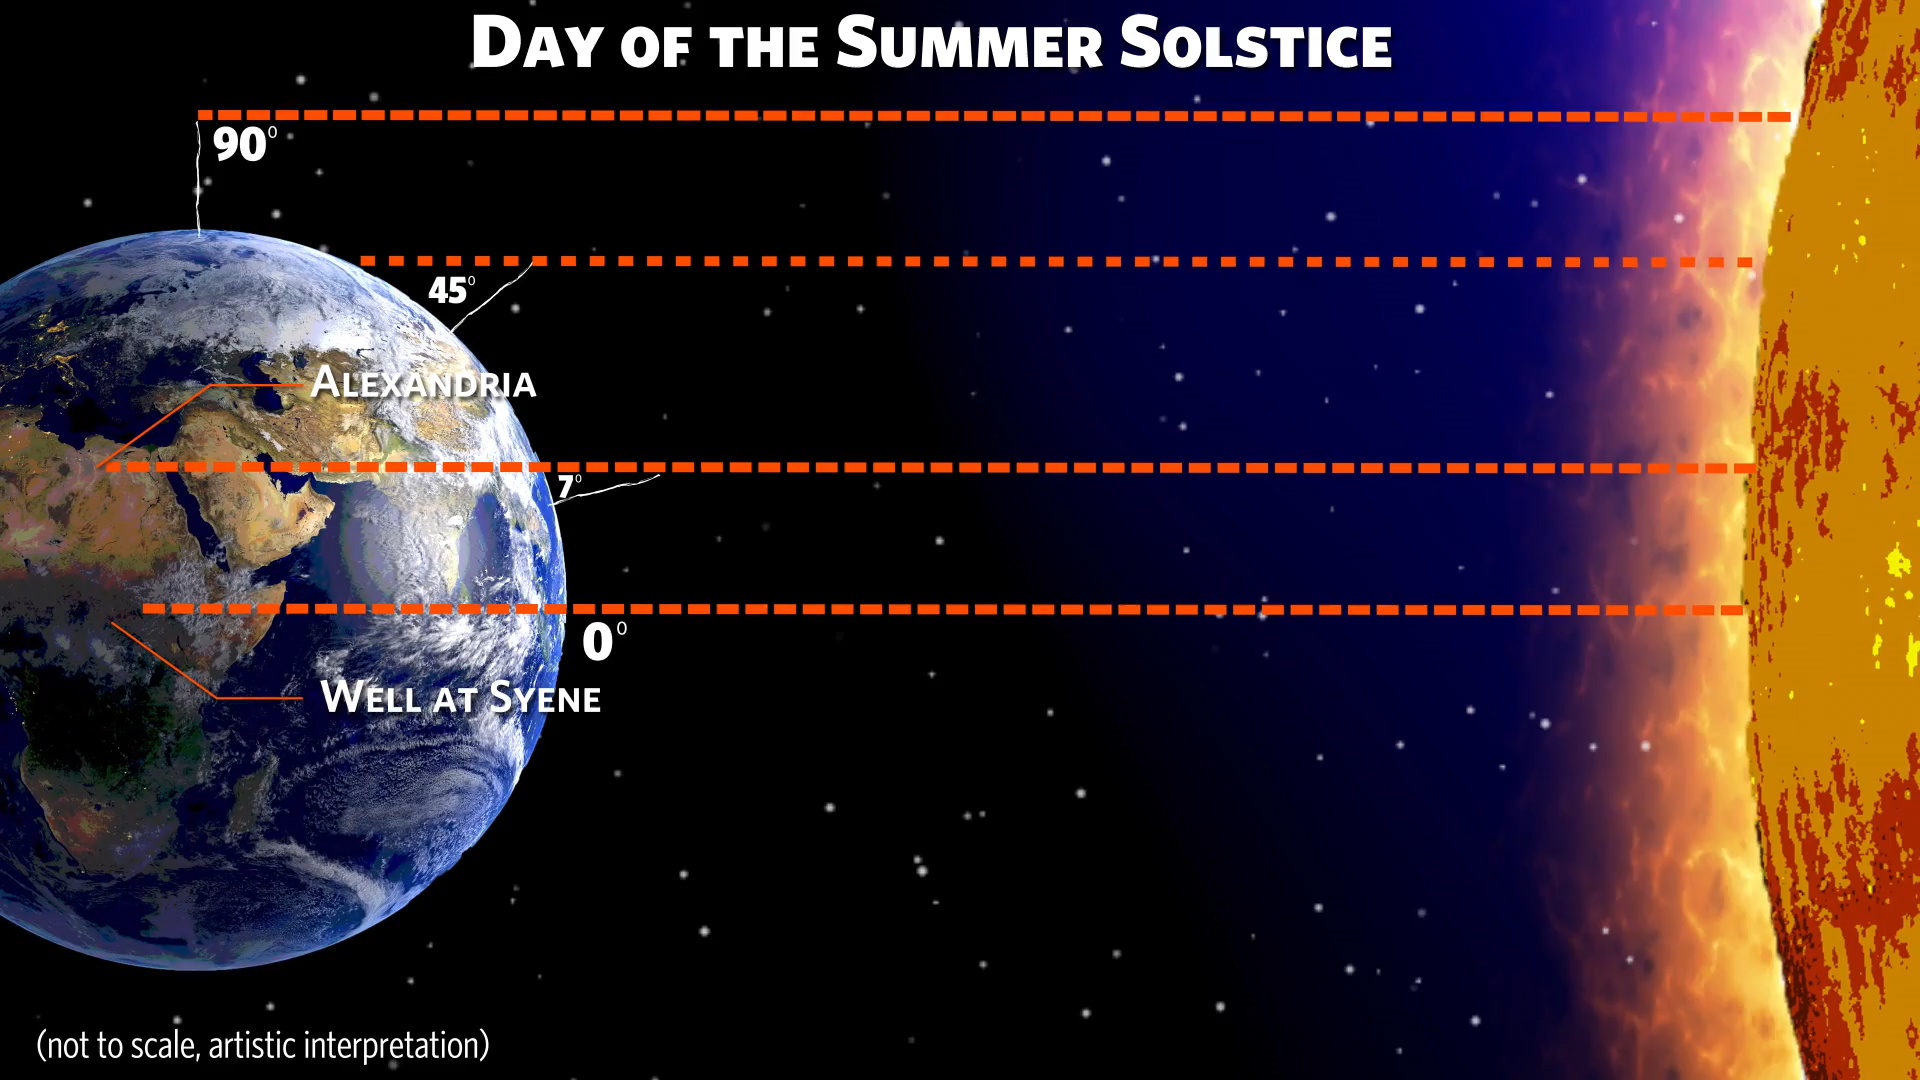 Day of the Summer Solstice
90°
45°
Alexandria
7°
0°
Well at Syene
(not to scale, artistic interpretation)